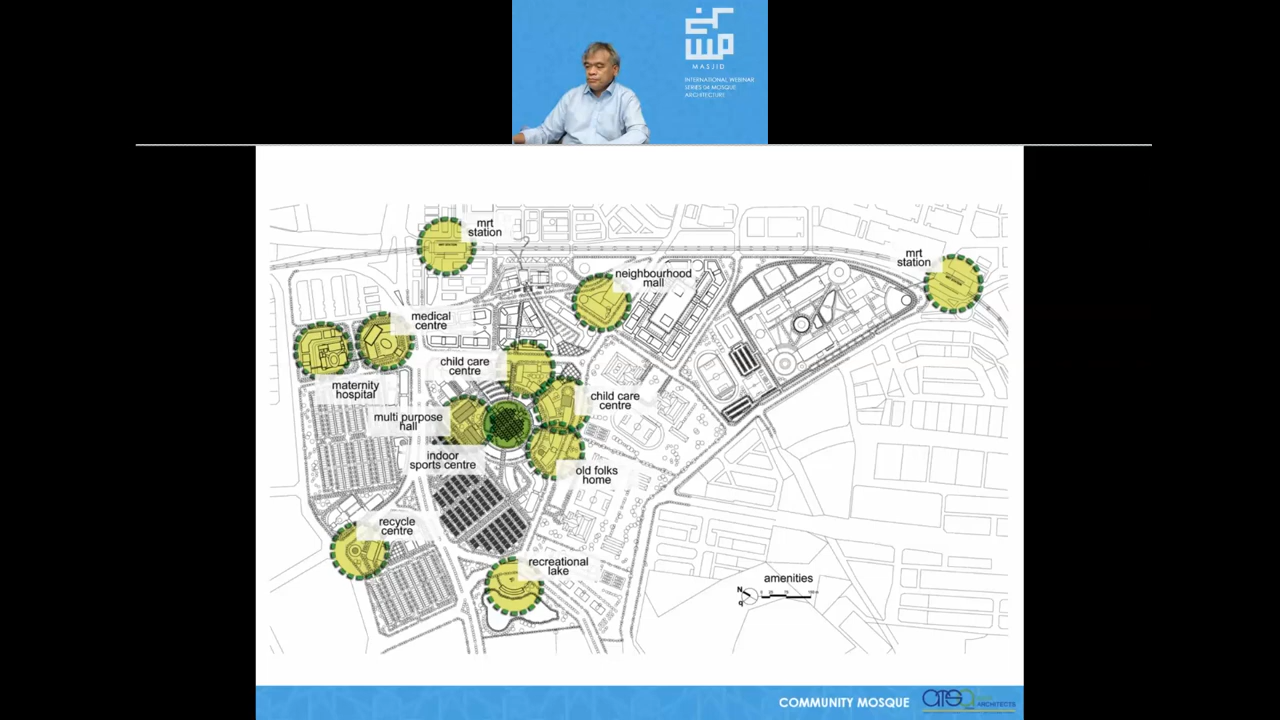 MASJID
INTERNATIONAL WEBINAR
SERIES 04 MOSQUE
ARCHITECTURE
mrt
station
mrt
station
neighbourhood
mall
medical
centre
child care
centre
maternity
hospital
child care
centre
multi purpose
hall
indoor
sports centre
old folks
home
recycle
centre
recreational
lake
amenities
N
q
COMMUNITY MOSQUE
atsa
ARCHITECTS